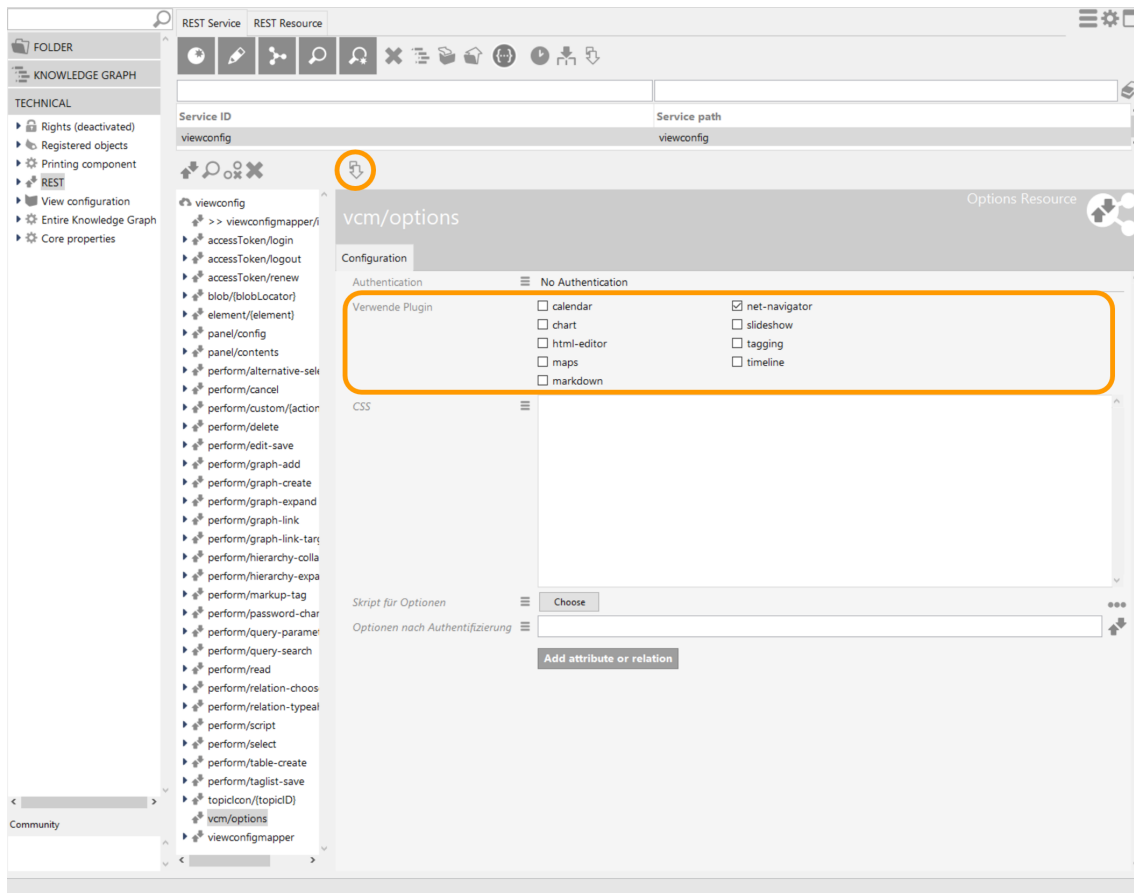 REST Service
REST Resource
FOLDER
KNOWLEDGE GRAPH
TECHNICAL
Rights (deactivated)
Registered objects
Printing component
REST
View configuration
Entire Knowledge Graph
Core properties
Community
Service ID
Service path
viewconfig
viewconfig
viewconfig
>> viewconfigmapper/i
accessToken/login
accessToken/logout
accessToken/renew
blob/{blobLocator}
element/{element}
panel/config
panel/contents
perform/alternative-sele
perform/cancel
perform/custom/{action
perform/delete
perform/edit-save
perform/graph-add
perform/graph-create
perform/graph-expand
perform/graph-link
perform/graph-link-targ
perform/hierarchy-colla
perform/hierarchy-expa
perform/markup-tag
perform/password-chan
perform/query-paramet
perform/query-search
perform/read
perform/relation-choos
perform/relation-typeah
perform/script
perform/select
perform/table-create
perform/taglist-save
topicIcon/{topicID}
vcm/options
viewconfigmapper
Options Resource
vcm/options
Configuration
Authentication
No Authentication
Verwende Plugin
calendar
net-navigator
chart
slideshow
html-editor
tagging
maps
timeline
markdown
CSS
Skript für Optionen
Choose
Optionen nach Authentifizierung
Add attribute or relation